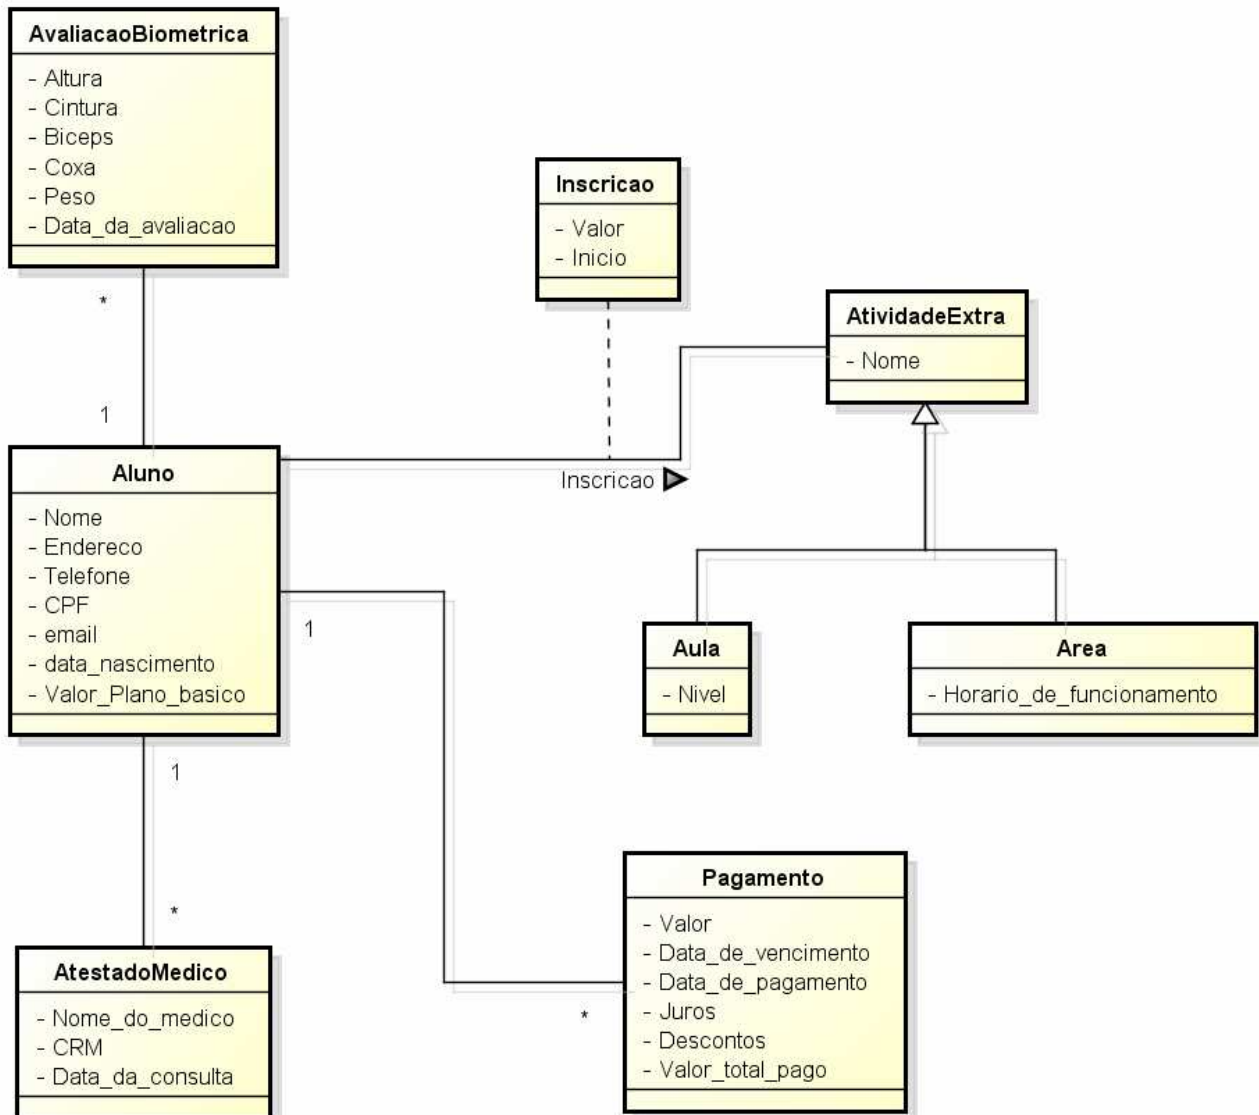 AvaliacaoBiometrica
- Altura
- Cintura
- Biceps
- Coxa
- Peso
- Data_da_avaliacao
*
1
Inscricao
- Valor
- Inicio
AtividadeExtra
- Nome
Inscricao
Aluno
- Nome
- Endereco
- Telefone
- CPF
- email
- data_nascimento
- Valor_Plano_basico
1
1
*
Aula
- Nivel
Area
- Horario_de_funcionamento
AtestadoMedico
- Nome_do_medico
- CRM
- Data_da_consulta
Pagamento
- Valor
- Data_de_vencimento
- Data_de_pagamento
- Juros
- Descontos
- Valor_total_pago
*